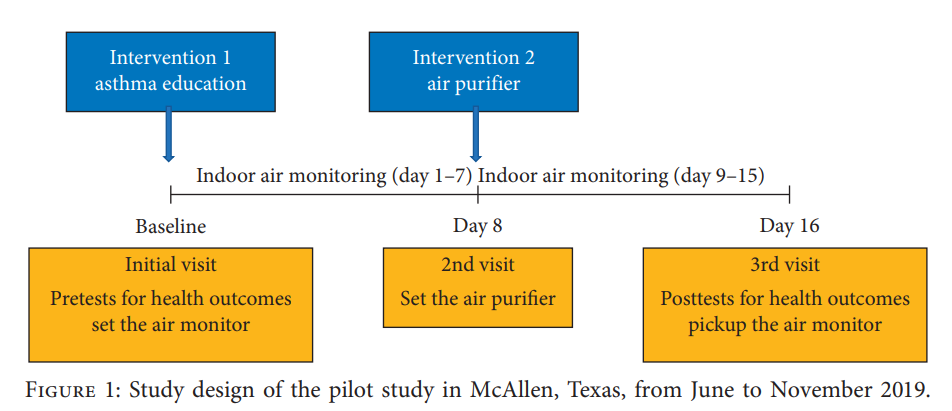 Intervention 1
asthma education
Intervention 2
air purifier
Indoor air monitoring (day 1–7)
Indoor air monitoring (day 9–15)
Baseline
Day 8
Day 16
Initial visit
Pretests for health outcomes
set the air monitor
2nd visit
Set the air purifier
3rd visit
Posttests for health outcomes
pickup the air monitor
Figure 1: Study design of the pilot study in McAllen, Texas, from June to November 2019.